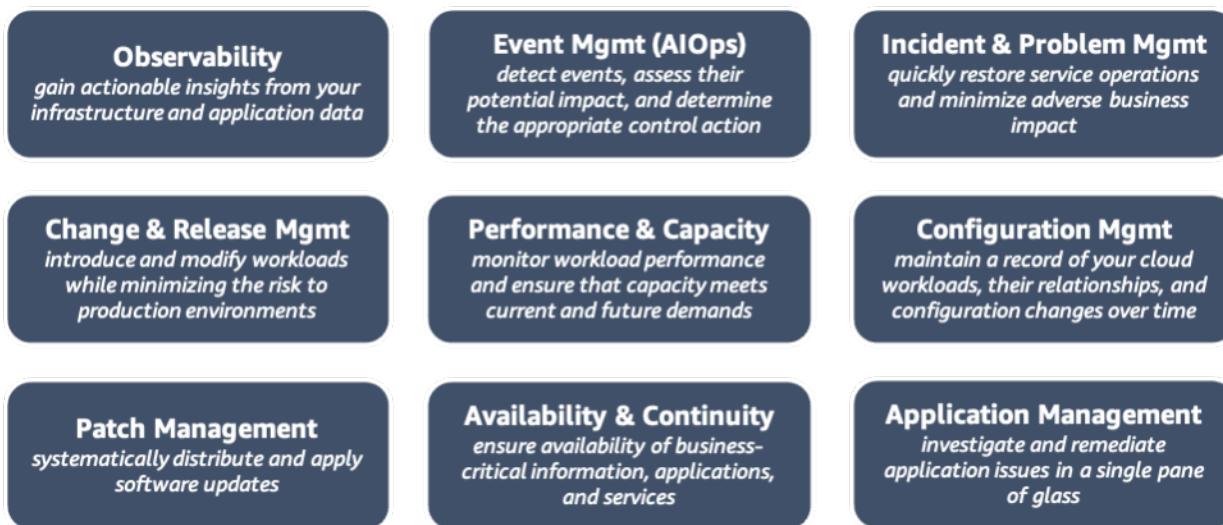 Observability
gain actionable insights from your
infrastructure and application data
Event Mgmt (AIOps)
detect events, assess their
potential impact, and determine
the appropriate control action
Incident & Problem Mgmt
quickly restore service operations
and minimize adverse business
impact
Change & Release Mgmt
introduce and modify workloads
while minimizing the risk to
production environments
Performance & Capacity
monitor workload performance
and ensure that capacity meets
current and future demands
Configuration Mgmt
maintain a record of your cloud
workloads, their relationships, and
configuration changes over time
Patch Management
systematically distribute and apply
software updates
Availability & Continuity
ensure availability of business-
critical information, applications,
and services
Application Management
investigate and remediate
application issues in a single pane
of glass